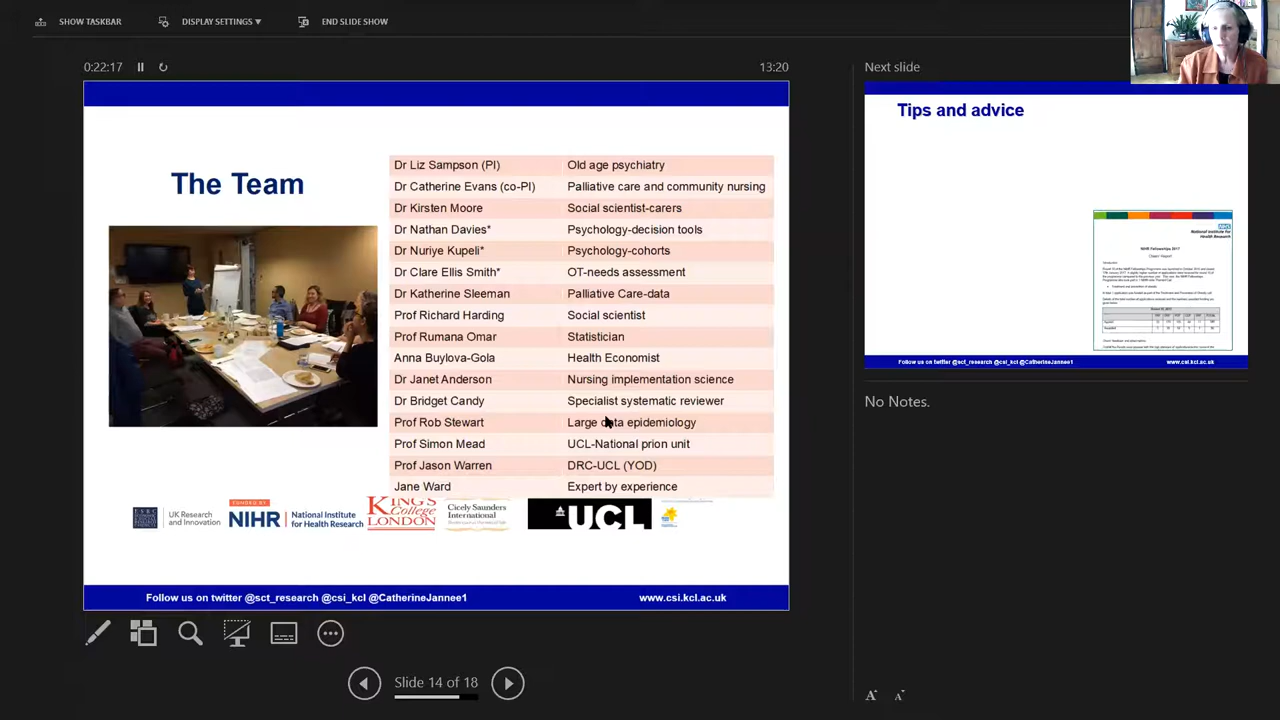 SHOW TASKBAR
DISPLAY SETTINGS ▼
END SLIDE SHOW
0:22:17
13:20
The Team
Dr Liz Sampson (PI) Old age psychiatry
Dr Catherine Evans (co-PI) Palliative care and community nursing
Dr Kirsten Moore Social scientist-carers
Dr Nathan Davies* Psychology-decision tools
Dr Nuriye Kupeli* Psychology-cohorts
Dr Clare Ellis Smith* OT-needs assessment
Palliative Care-data
Prof Richard Harding Social scientist
Prof Rumana Omar Statistician
Health Economist
Dr Janet Anderson Nursing implementation science
Dr Bridget Candy Specialist systematic reviewer
Prof Rob Stewart Large data epidemiology
Prof Simon Mead UCL-National prion unit
Prof Jason Warren DRC-UCL (YOD)
Jane Ward Expert by experience
UK Research
and Innovation
FUNDED BY
NIHR National Institute
for Health Research
KING'S
College
LONDON
Cicely Saunders
International
UCL
Follow us on twitter @sct_research @csi_kcl @CatherineJannee1
www.csi.kcl.ac.uk
Slide 14 of 18
Next slide
Tips and advice
NHS
National Institute for
Health Research
NIHR Fellowships 2017
Follow us on twitter @sct_research @csi_kcl @CatherineJannee1
www.csi.kcl.ac.uk
No Notes.